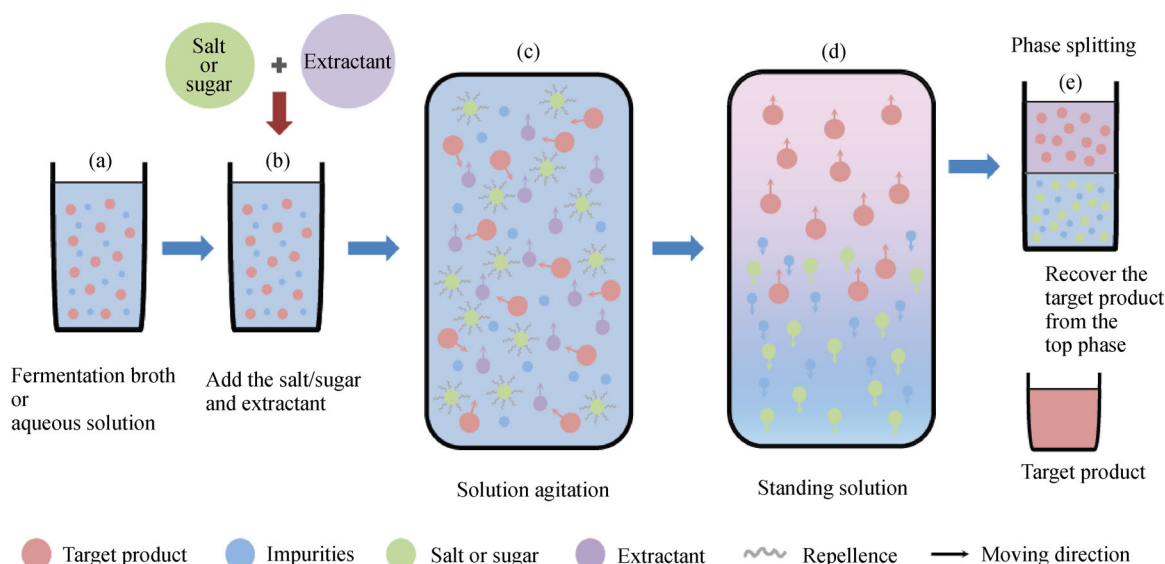 Salt
or
sugar
+
Extractant
(a)
(b)
(c)
(d)
Phase splitting
(e)
Fermentation broth
or
aqueous solution
Add the salt/sugar
and extractant
Solution agitation
Standing solution
Recover the
target product
from the
top phase
Target product
Target product
Impurities
Salt or sugar
Extractant
Repellence
Moving direction